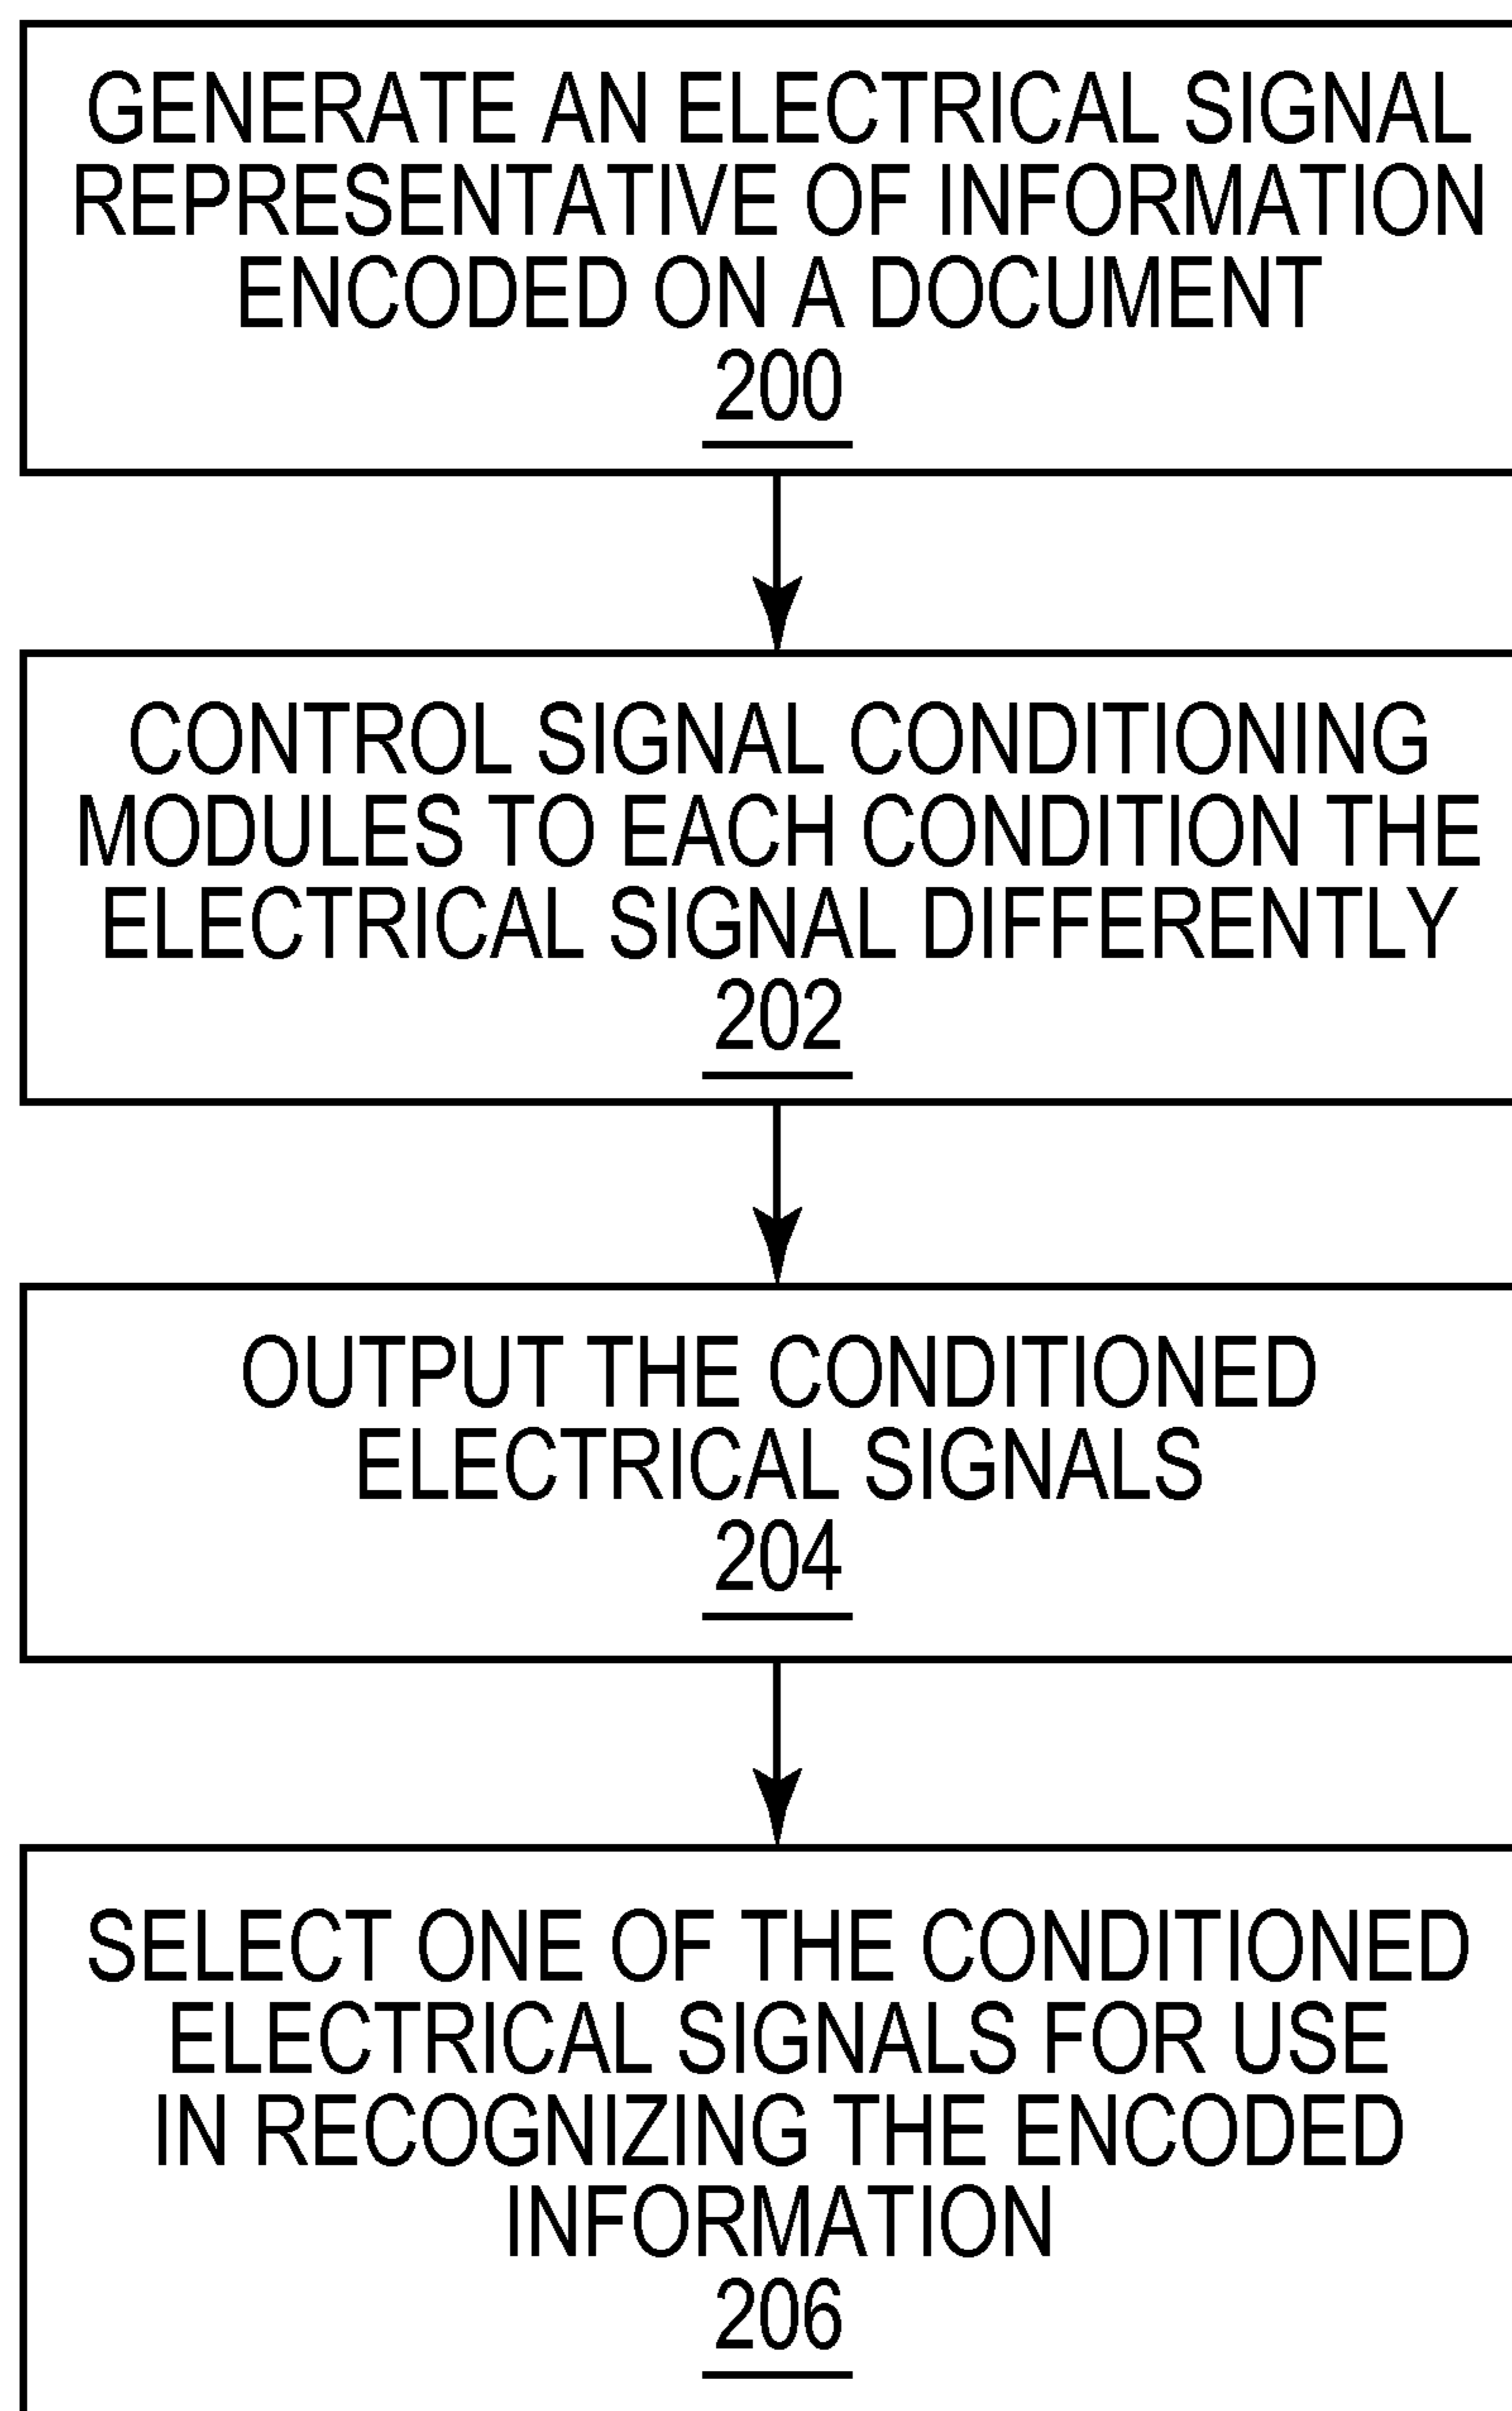 GENERATE AN ELECTRICAL SIGNAL
REPRESENTATIVE OF INFORMATION
ENCODED ON A DOCUMENT
200
CONTROL SIGNAL CONDITIONING
MODULES TO EACH CONDITION THE
ELECTRICAL SIGNAL DIFFERENTLY
202
OUTPUT THE CONDITIONED
ELECTRICAL SIGNALS
204
SELECT ONE OF THE CONDITIONED
ELECTRICAL SIGNALS FOR USE
IN RECOGNIZING THE ENCODED
INFORMATION
206